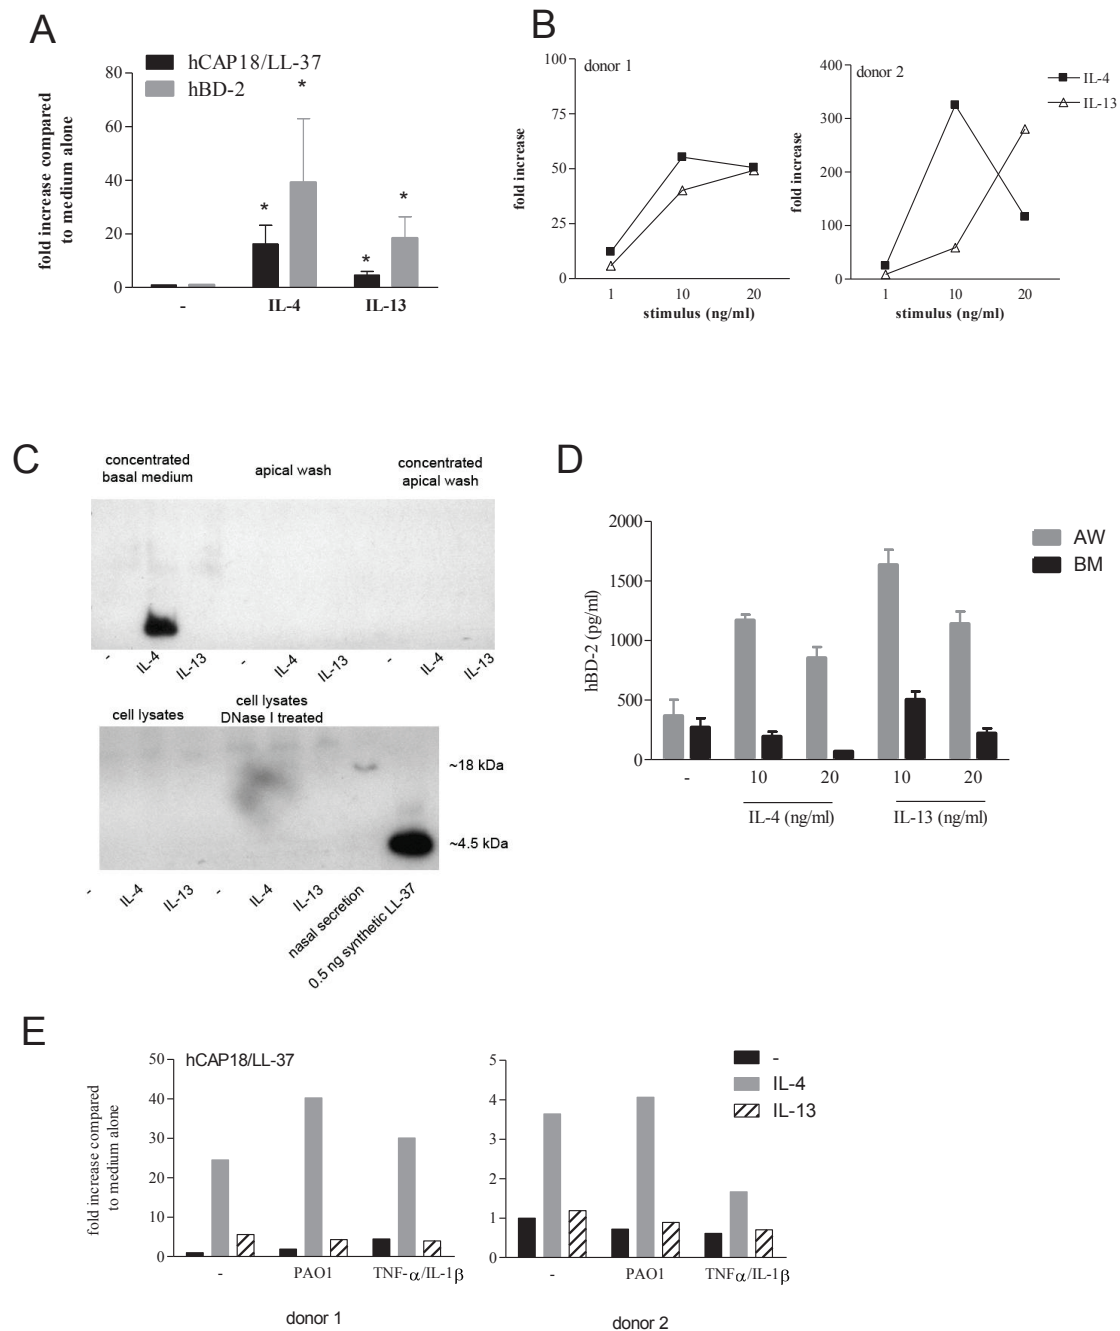 A
hCAP18/LL-37
hBD-2
fold increase compared
to medium alone
80
60
40
20
0
*
*
*
*
-
IL-4
IL-13
B
donor 1
fold increase
100
75
50
25
0
1
10
20
stimulus (ng/ml)
donor 2
fold increase
400
300
200
100
0
1
10
20
stimulus (ng/ml)
IL-4
IL-13
C
concentrated
basal medium
apical wash
concentrated
apical wash
-
IL-4
IL-13
-
IL-4
IL-13
-
IL-4
IL-13
cell lysates
cell lysates
DNase I treated
~18 kDa
~4.5 kDa
-
IL-4
IL-13
-
IL-4
IL-13
nasal secretion
0.5 ng synthetic LL-37
D
hBD-2 (pg/ml)
2000
1500
1000
500
0
AW
BM
-
10
20
10
20
IL-4 (ng/ml)
IL-13 (ng/ml)
E
hCAP18/LL-37
fold increase compared
to medium alone
50
40
30
20
10
0
-
PAO1
TNF-α/IL-1β
donor 1
5
4
3
2
1
0
-
PAO1
TNFα/IL-1β
donor 2
-
IL-4
IL-13